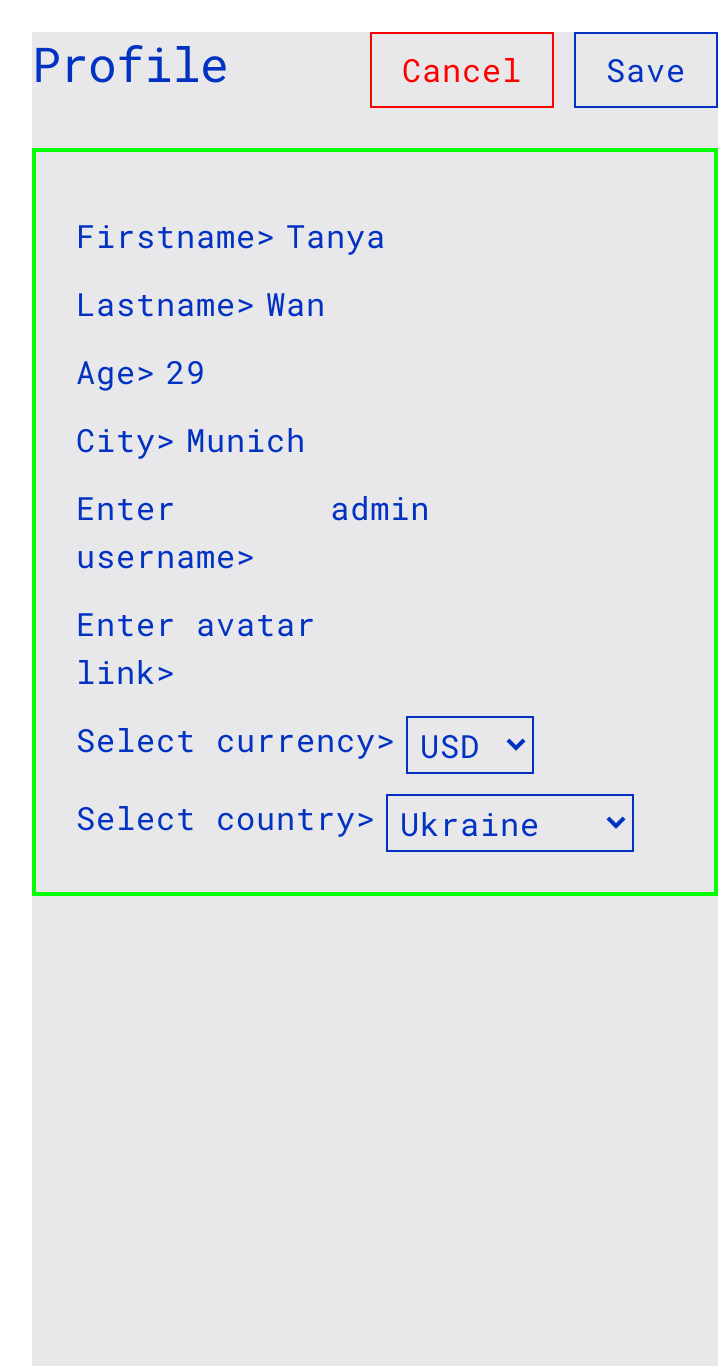 Profile Cancel Save
Firstname> Tanya
Lastname> Wan
Age> 29
City> Munich
Enter admin
username>
Enter avatar
link>
Select currency> USD
Select country> Ukraine